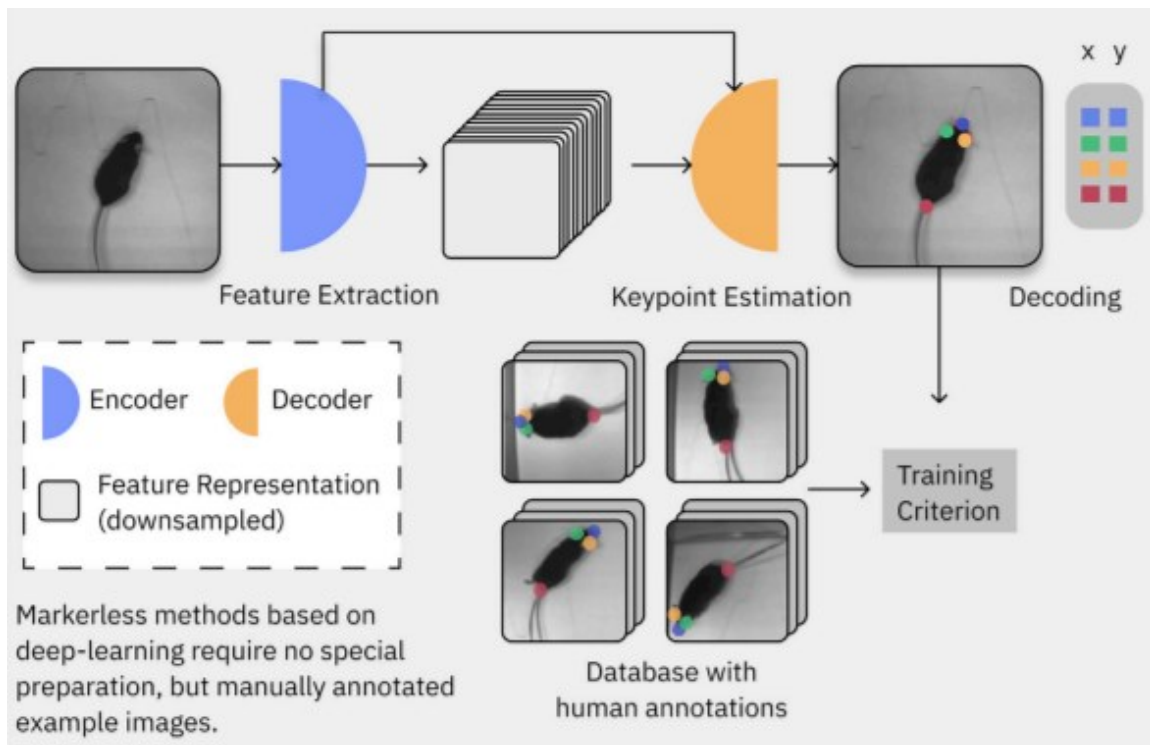 x y
Feature Extraction
Keypoint Estimation
Decoding
Encoder
Decoder
Feature Representation
(downsampled)
Training
Criterion
Markerless methods based on
deep-learning require no special
preparation, but manually annotated
example images.
Database with
human annotations